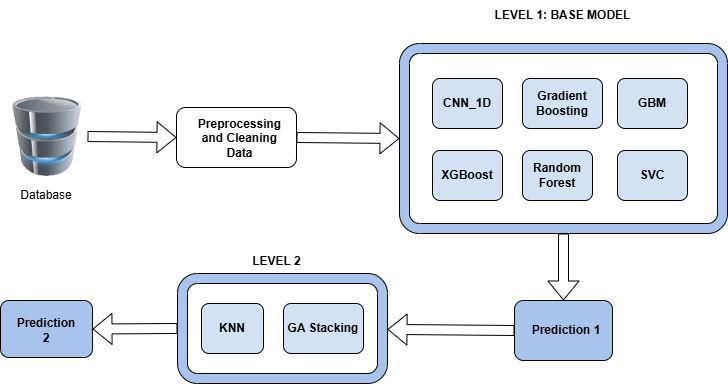 LEVEL 1: BASE MODEL
CNN_1D
Gradient
Boosting
GBM
Preprocessing
and Cleaning
Data
XGBoost
Random
Forest
SVC
Database
LEVEL 2
Prediction
2
KNN
GA Stacking
Prediction 1